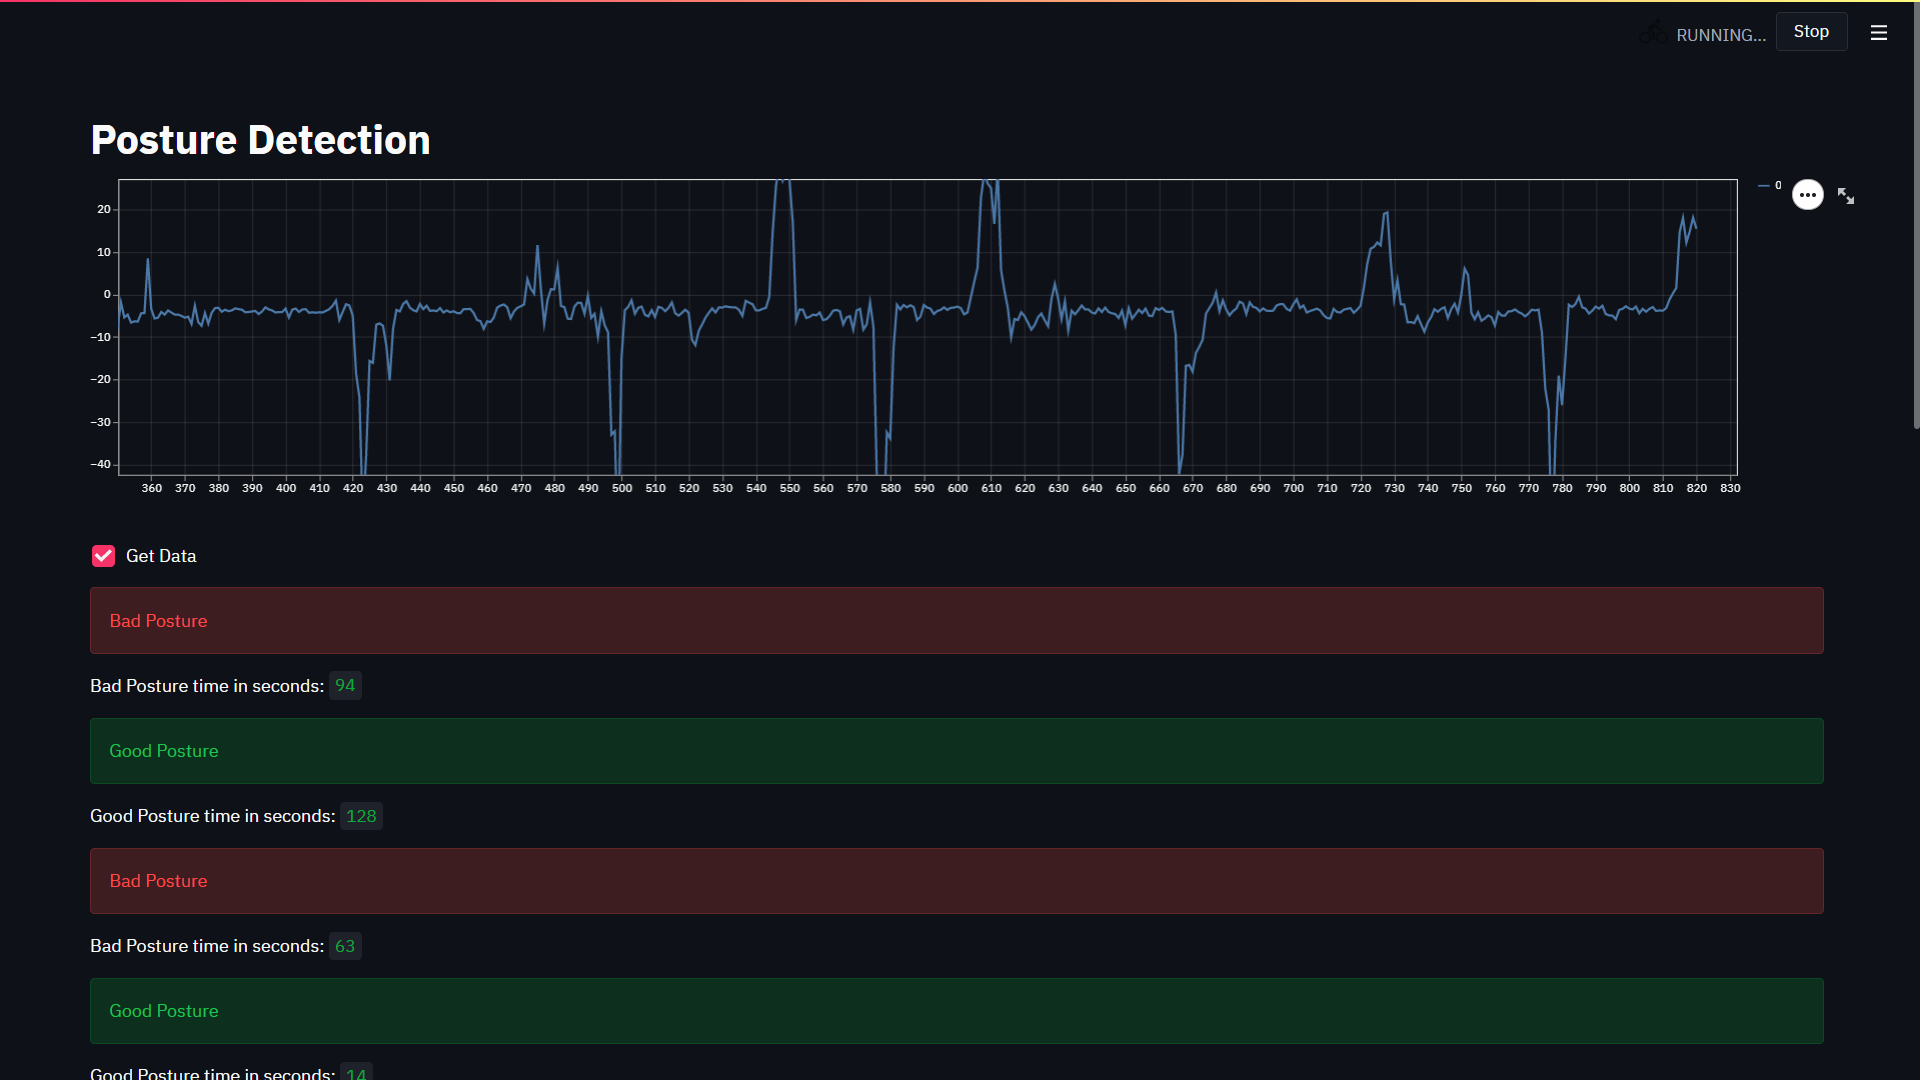 RUNNING... Stop
Posture Detection
0
20
10
0
−10
−20
−30
−40
360 370 380 390 400 410 420 430 440 450 460 470 480 490 500 510 520 530 540 550 560 570 580 590 600 610 620 630 640 650 660 670 680 690 700 710 720 730 740 750 760 770 780 790 800 810 820 830
Get Data
Bad Posture
Bad Posture time in seconds: 94
Good Posture
Good Posture time in seconds: 128
Bad Posture
Bad Posture time in seconds: 63
Good Posture
Good Posture time in seconds: 14